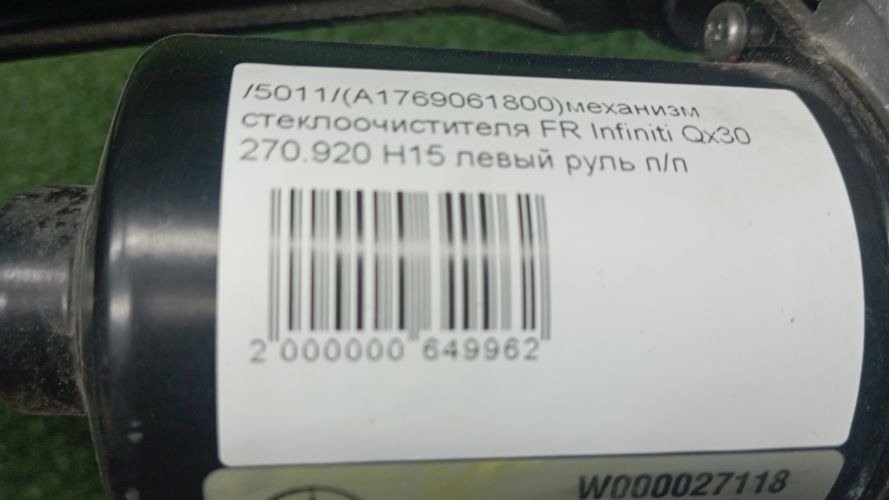 /5011/(A1769061800)механизм
стеклоочистителя FR Infiniti Qx30
270.920 H15 левый руль п/п
2 000000 649962
W000027118